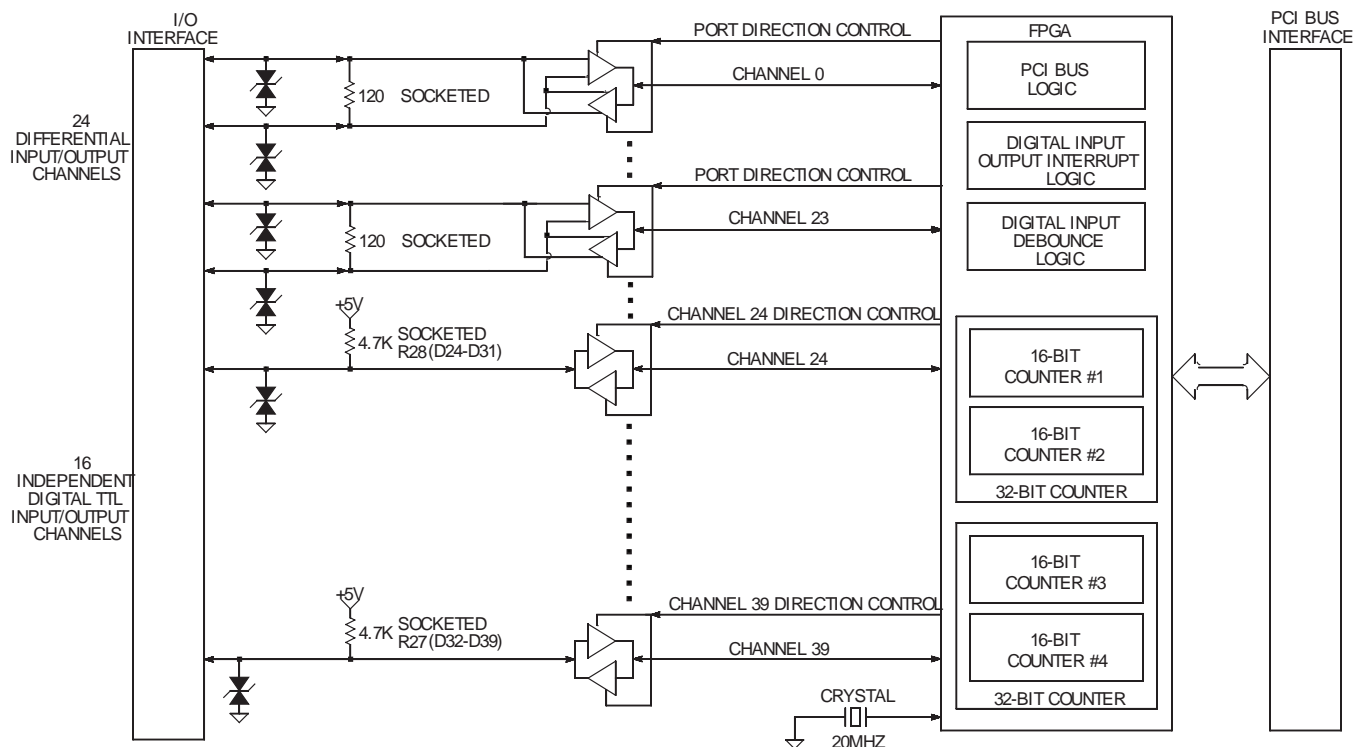 I/O
INTERFACE
24
DIFFERENTIAL
INPUT/OUTPUT
CHANNELS
16
INDEPENDENT
DIGITAL TTL
INPUT/OUTPUT
CHANNELS
120 SOCKETED
120 SOCKETED
+5V
4.7K
SOCKETED
R28(D24-D31)
+5V
4.7K
SOCKETED
R27(D32-D39)
PORT DIRECTION CONTROL
CHANNEL 0
PORT DIRECTION CONTROL
CHANNEL 23
CHANNEL 24 DIRECTION CONTROL
CHANNEL 24
CHANNEL 39 DIRECTION CONTROL
CHANNEL 39
CRYSTAL
20MHZ
FPGA
PCI BUS
LOGIC
DIGITAL INPUT
OUTPUT INTERRUPT
LOGIC
DIGITAL INPUT
DEBOUNCE
LOGIC
16-BIT
COUNTER #1
16-BIT
COUNTER #2
32-BIT COUNTER
16-BIT
COUNTER #3
16-BIT
COUNTER #4
32-BIT COUNTER
PCI BUS
INTERFACE